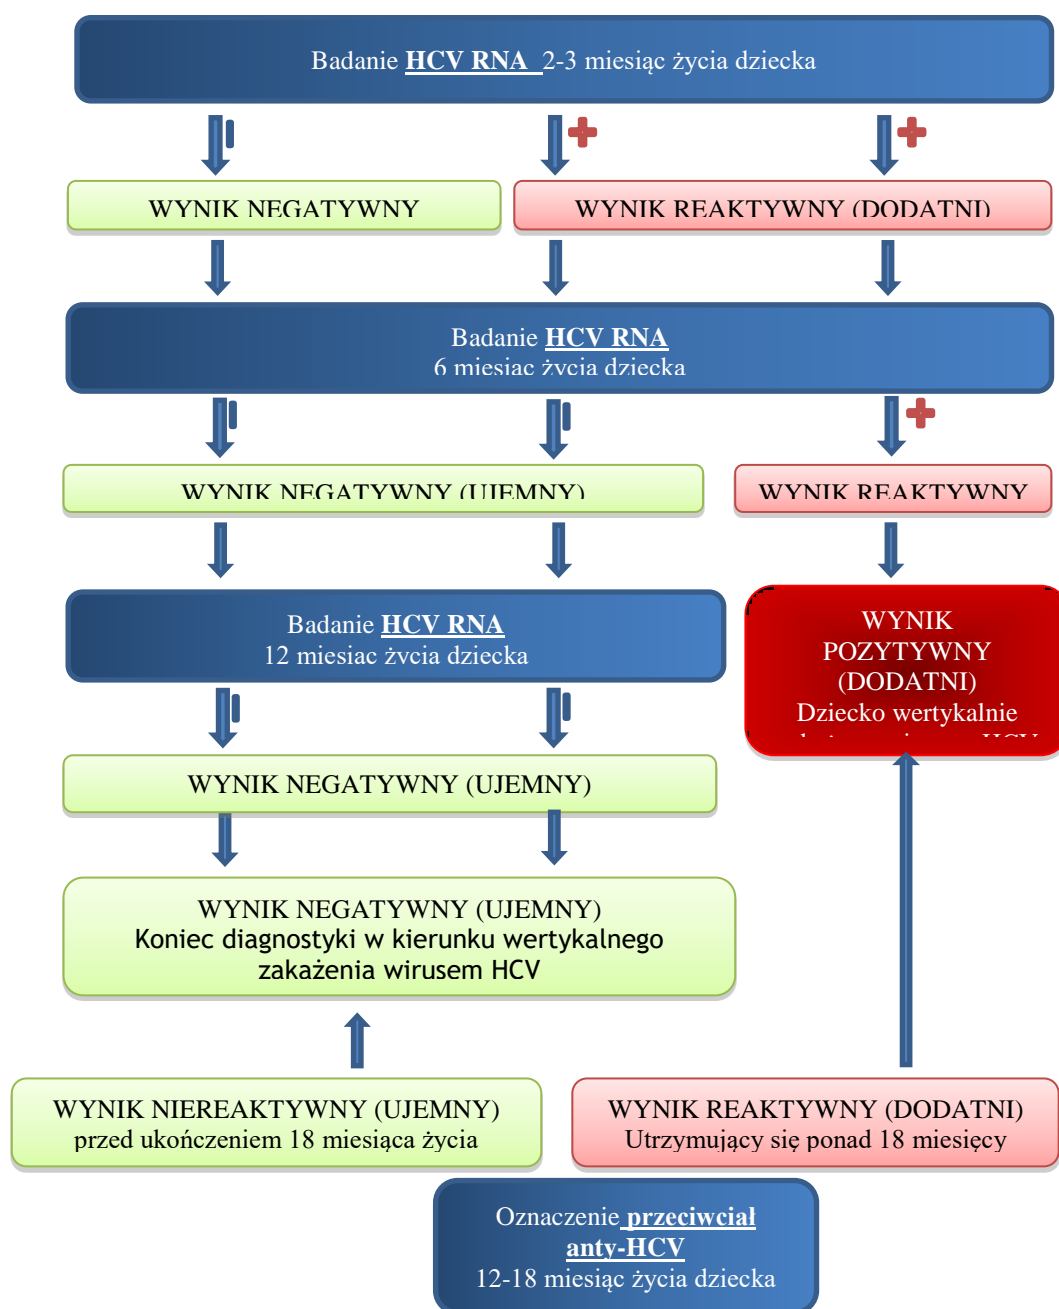 Badanie HCV RNA 2-3 miesiąc życia dziecka
WYNIK NEGATYWNY
WYNIK REAKTYWNY (DODATNI)
Badanie HCV RNA
6 miesiac życia dziecka
WYNIK NEGATYWNY (UJEMNY)
WYNIK REAKTYWNY
Badanie HCV RNA
12 miesiac życia dziecka
WYNIK
POZYTYWNY
(DODATNI)
Dziecko wertykalnie
HCV
WYNIK NEGATYWNY (UJEMNY)
WYNIK NEGATYWNY (UJEMNY)
Koniec diagnostyki w kierunku wertykalnego
zakażenia wirusem HCV
WYNIK NIEREAKTYWNY (UJEMNY)
przed ukończeniem 18 miesiąca życia
WYNIK REAKTYWNY (DODATNI)
Utrzymujący się ponad 18 miesięcy
Oznaczenie przeciwciał
anty-HCV
12-18 miesiąc życia dziecka